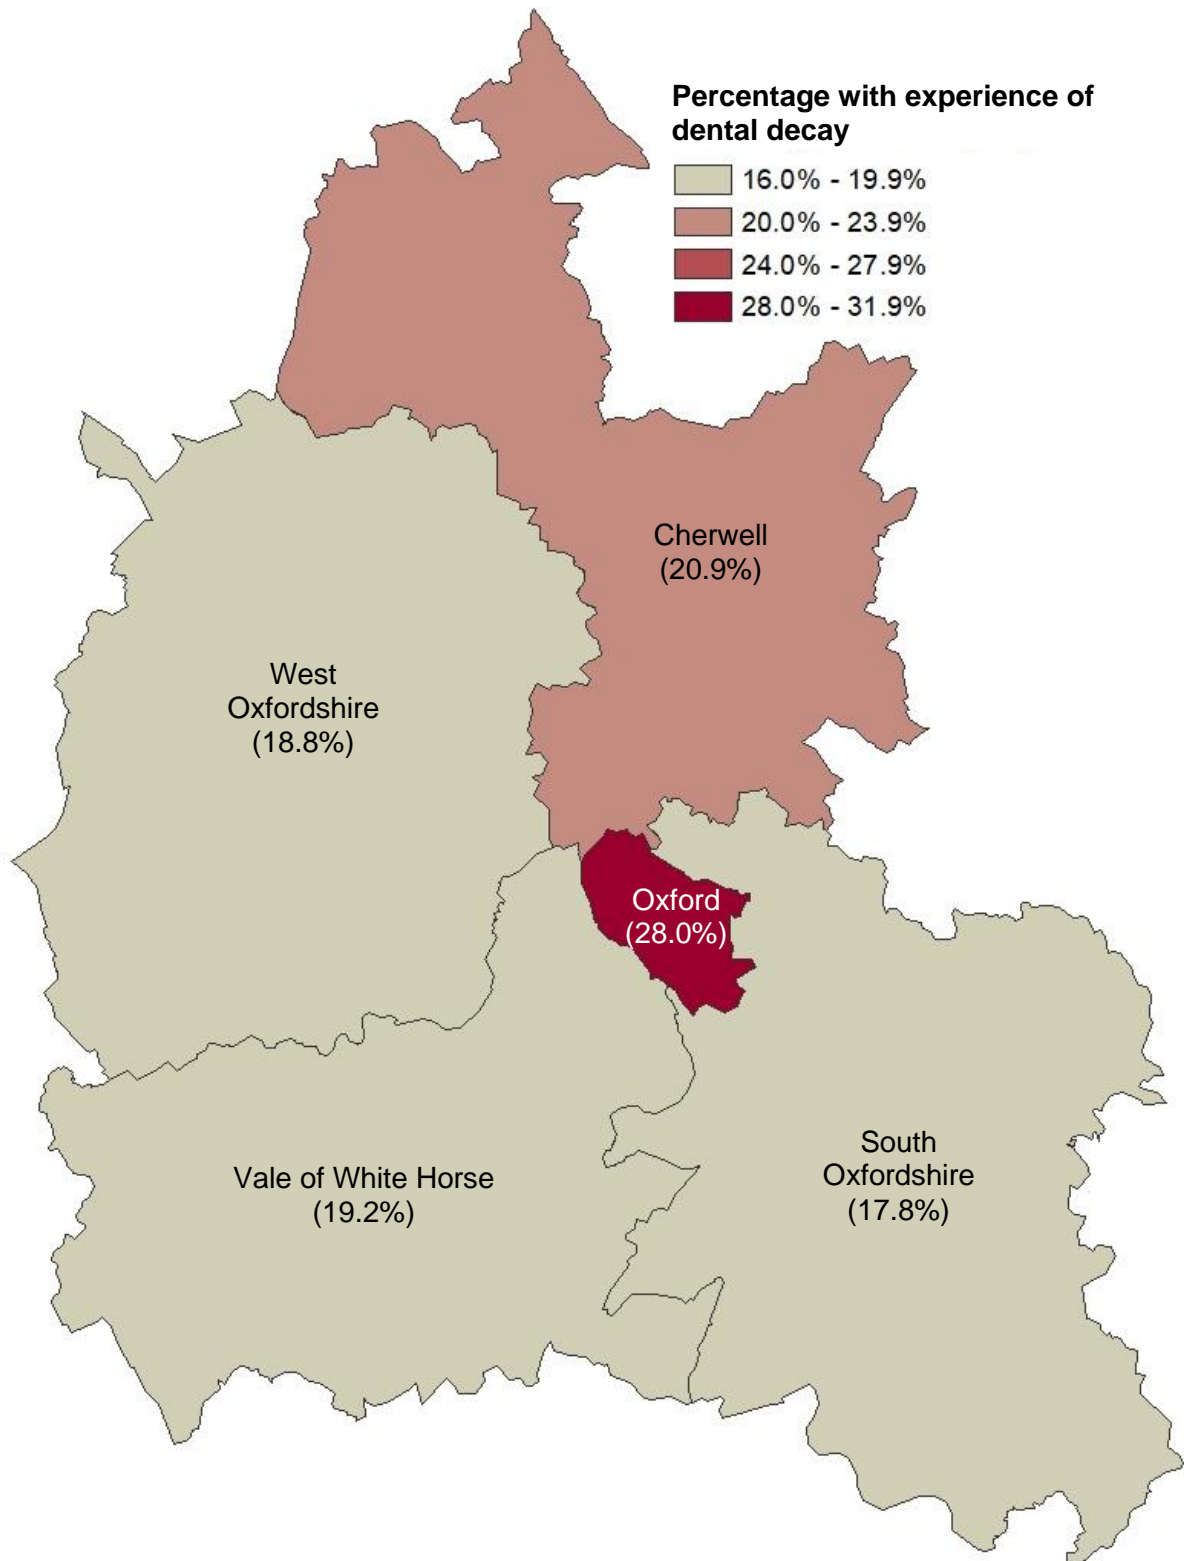 Percentage with experience of
dental decay
16.0% - 19.9%
20.0% - 23.9%
24.0% - 27.9%
28.0% - 31.9%
Cherwell
(20.9%)
West
Oxfordshire
(18.8%)
Oxford
(28.0%)
South
Oxfordshire
(17.8%)
Vale of White Horse
(19.2%)